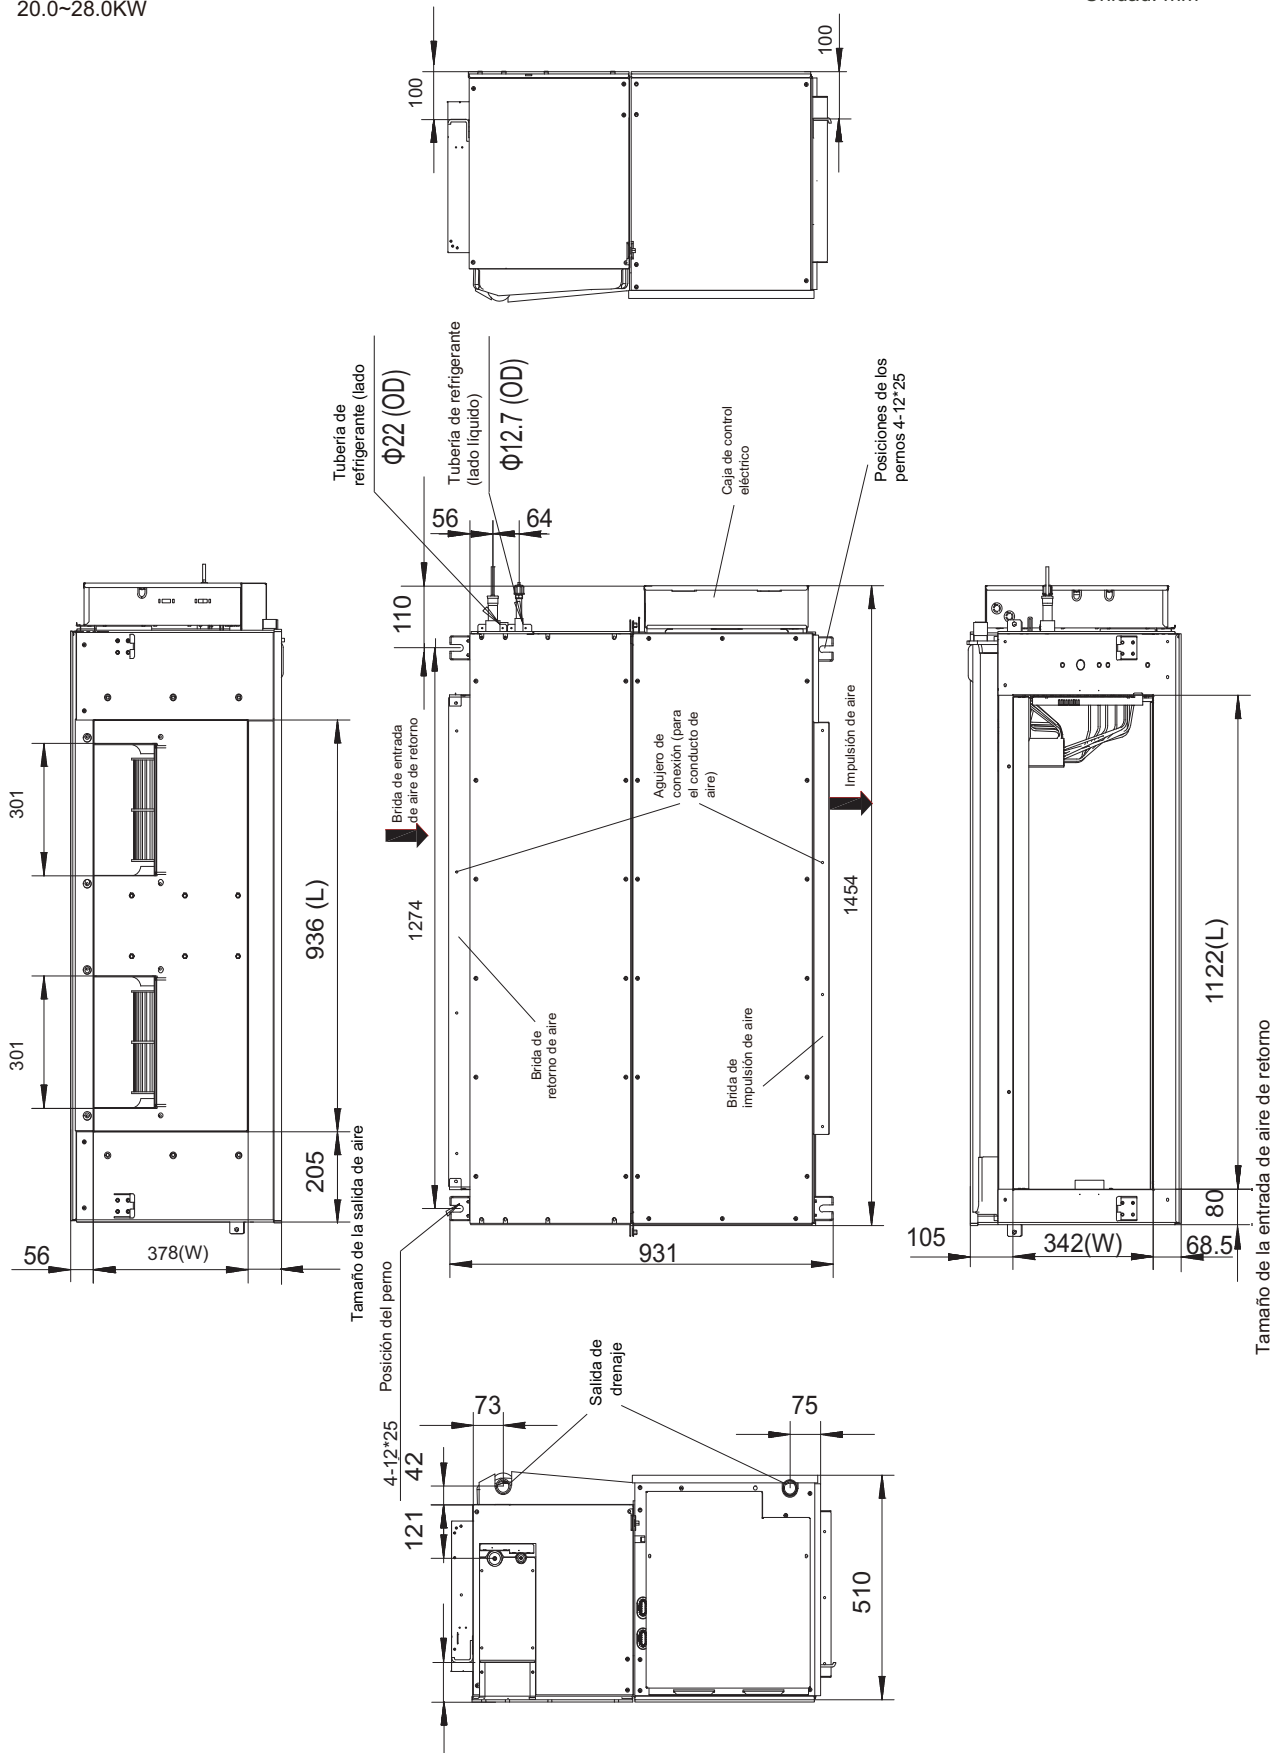 20.0~28.0KW
100
100
Tubería de
refrigerante (lado
Φ22 (OD)
Tubería de refrigerante
(lado líquido)
Φ12.7 (OD)
Caja de control
eléctrico
Posiciones de los
pernos 4-12*25
56
64
110
Brida de entrada
de aire de retorno
Agujero de
conexión (para
el conducto de
aire)
Impulsión de aire
301
301
936 (L)
205
56
378(W)
Tamaño de la salida de aire
1274
1454
Brida de
retorno de aire
Brida de
impulsión de aire
931
1122(L)
80
105
342(W)
68.5
Tamaño de la entrada de aire de retorno
Posición del perno
4-12*25
73
Salida de
drenaje
75
42
121
510